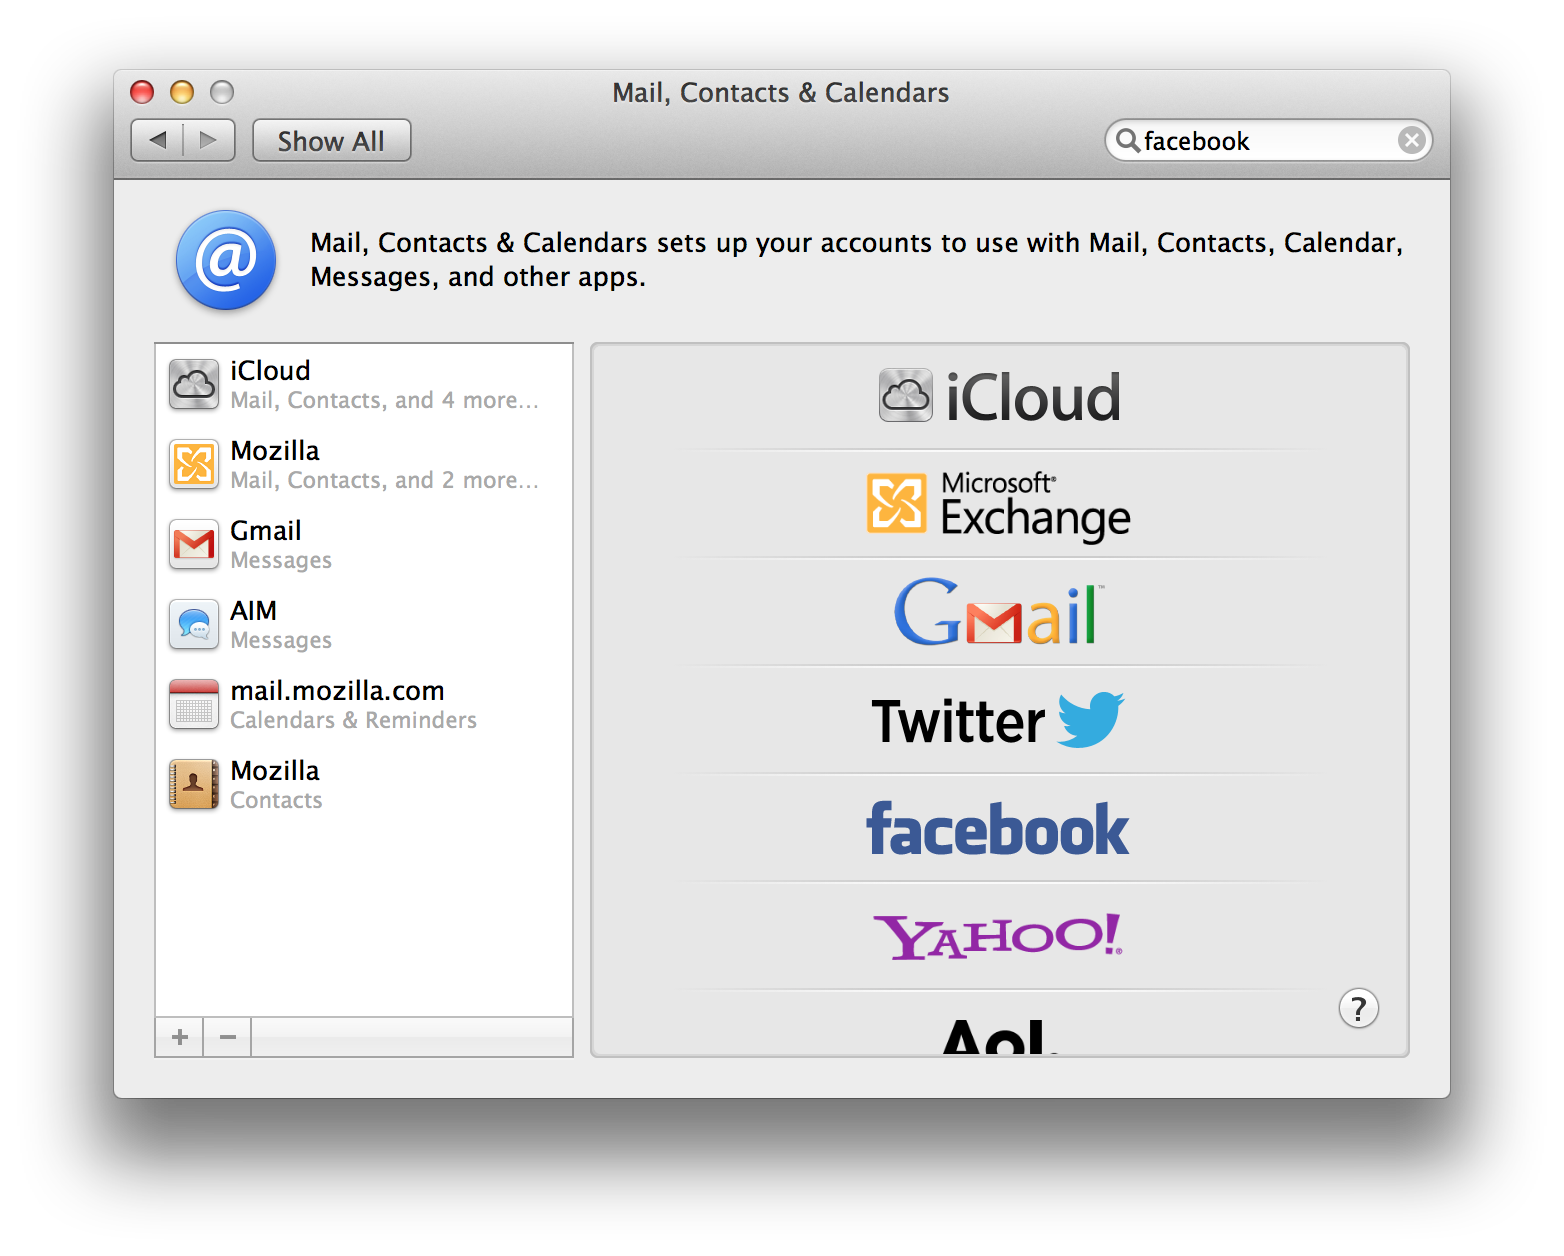 Mail, Contacts & Calendars
Show All
facebook
Mail, Contacts & Calendars sets up your accounts to use with Mail, Contacts, Calendar,
Messages, and other apps.
iCloud
Mail, Contacts, and 4 more...
Mozilla
Mail, Contacts, and 2 more...
Gmail
Messages
AIM
Messages
mail.mozilla.com
Calendars & Reminders
Mozilla
Contacts
iCloud
Microsoft®
Exchange
Gmail™
Twitter
facebook
YAHOO!®
Aol.
?